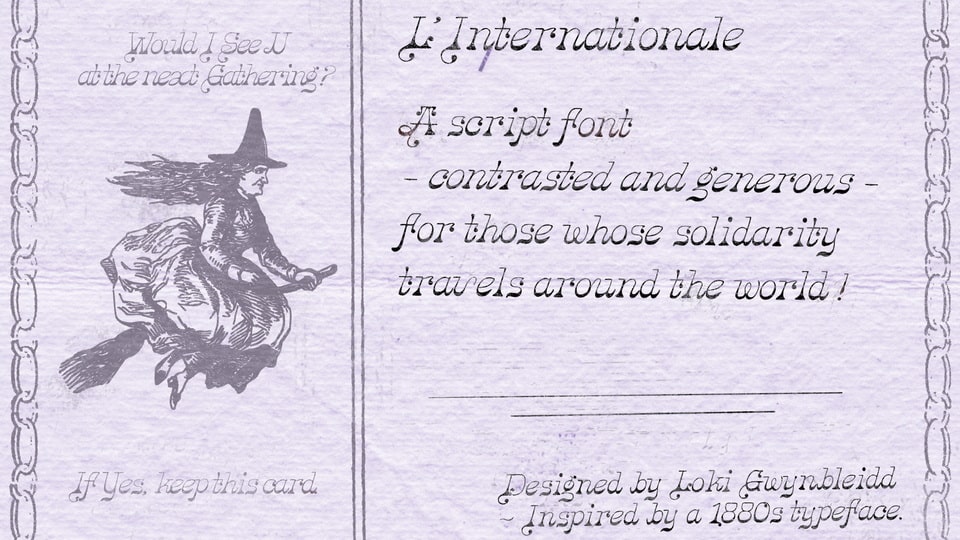 Would I See U
at the next Gathering?
If Yes, keep this card
L'Internationale
A script font
- contrasted and generous -
for those whose solidarity
travels around the world !
Designed by Loki Gwynbleidd
~ Inspired by a 1880s typeface.